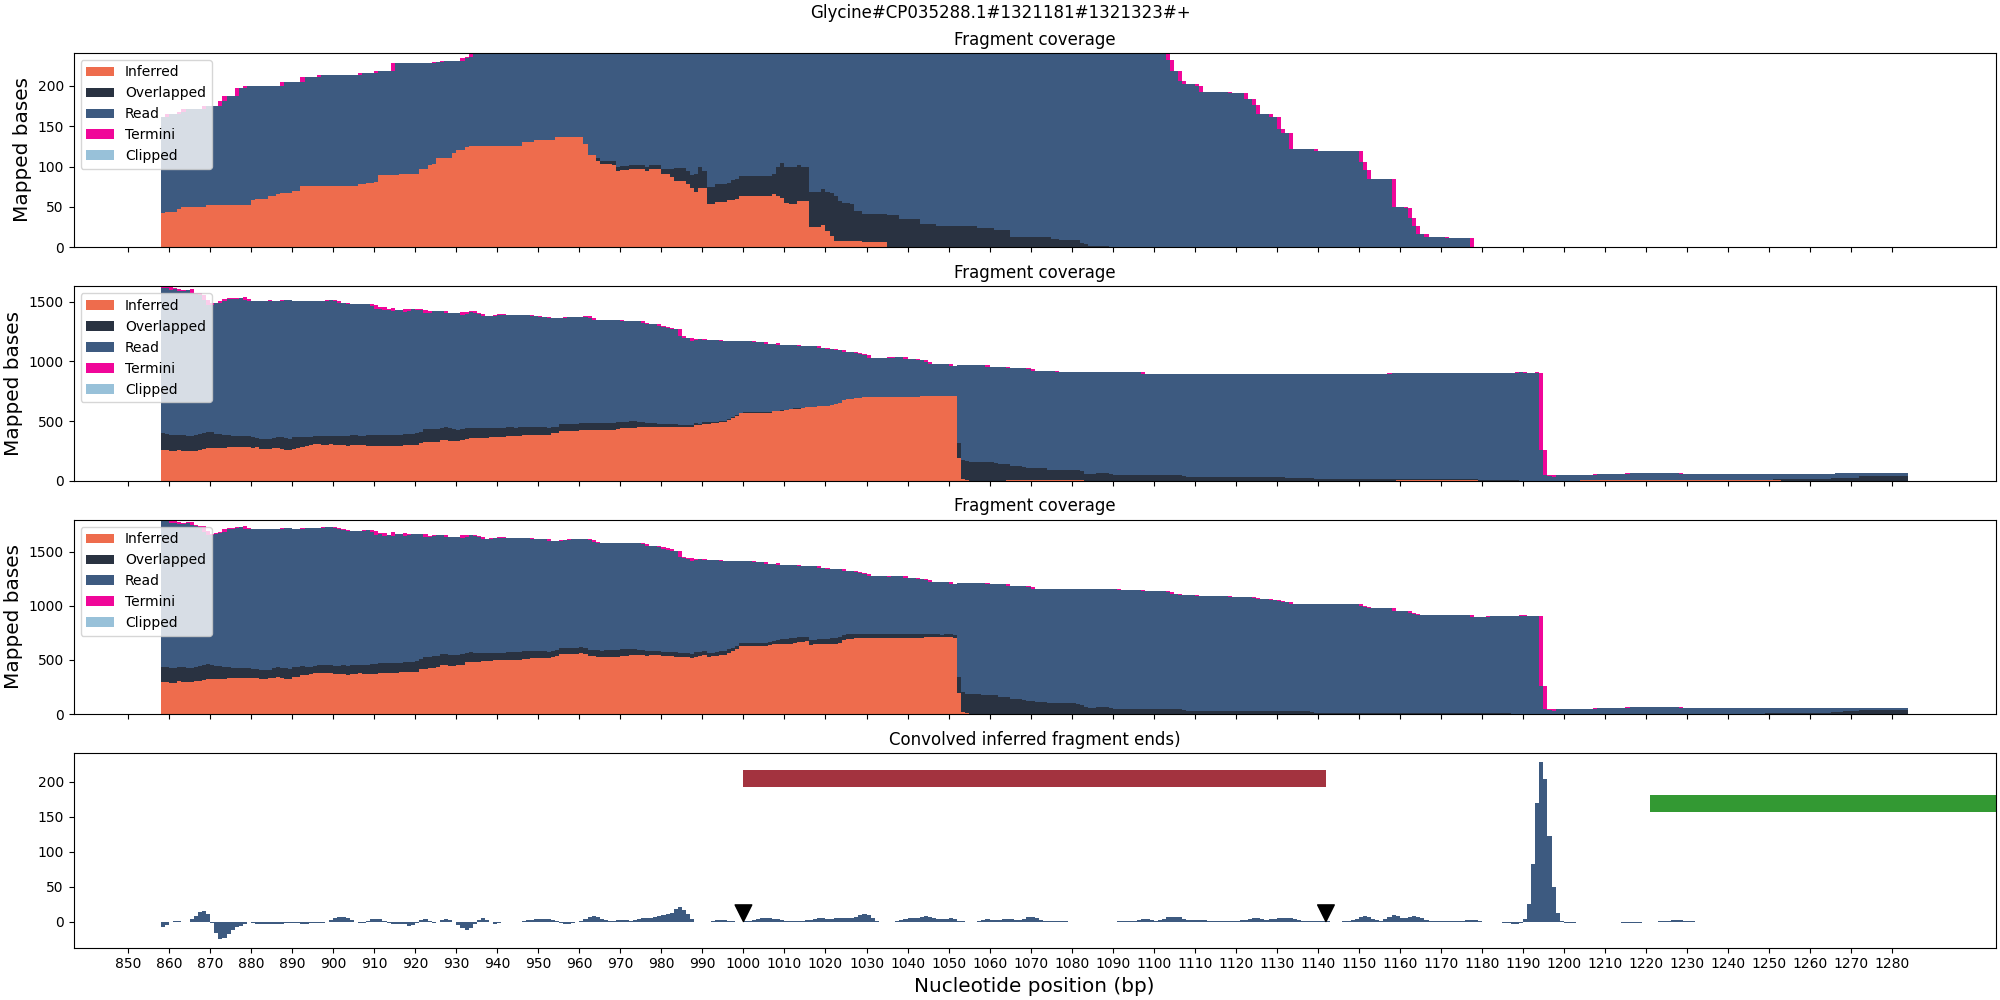 Glycine#CP035288.1#1321181#1321323#+
Fragment coverage
Mapped bases
200
150
100
50
0
Inferred
Overlapped
Read
Termini
Clipped
Fragment coverage
Mapped bases
1500
1000
500
0
Inferred
Overlapped
Read
Termini
Clipped
Fragment coverage
Mapped bases
1500
1000
500
0
Inferred
Overlapped
Read
Termini
Clipped
Convolved inferred fragment ends)
200
150
100
50
0
850 860 870 880 890 900 910 920 930 940 950 960 970 980 990 1000 1010 1020 1030 1040 1050 1060 1070 1080 1090 1100 1110 1120 1130 1140 1150 1160 1170 1180 1190 1200 1210 1220 1230 1240 1250 1260 1270 1280
Nucleotide position (bp)